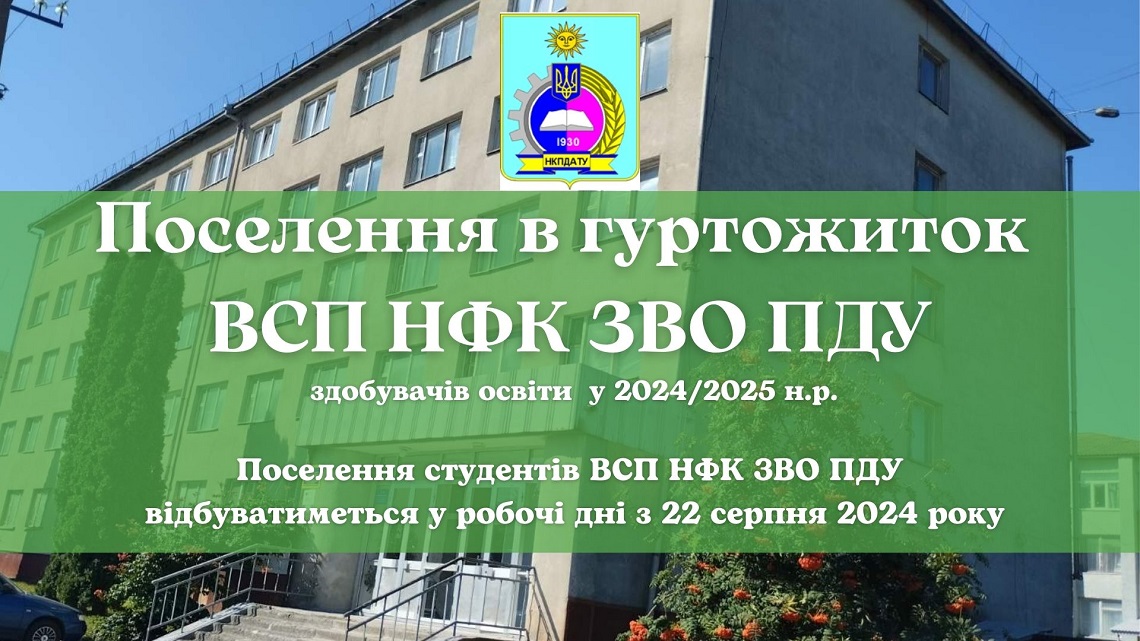 1930
НКПДАТУ
Поселення в гуртожиток
ВСП НФК ЗВО ПДУ
здобувачів освіти у 2024/2025 н.р.
Поселення студентів ВСП НФК ЗВО ПДУ
відбуватиметься у робочі дні з 22 серпня 2024 року